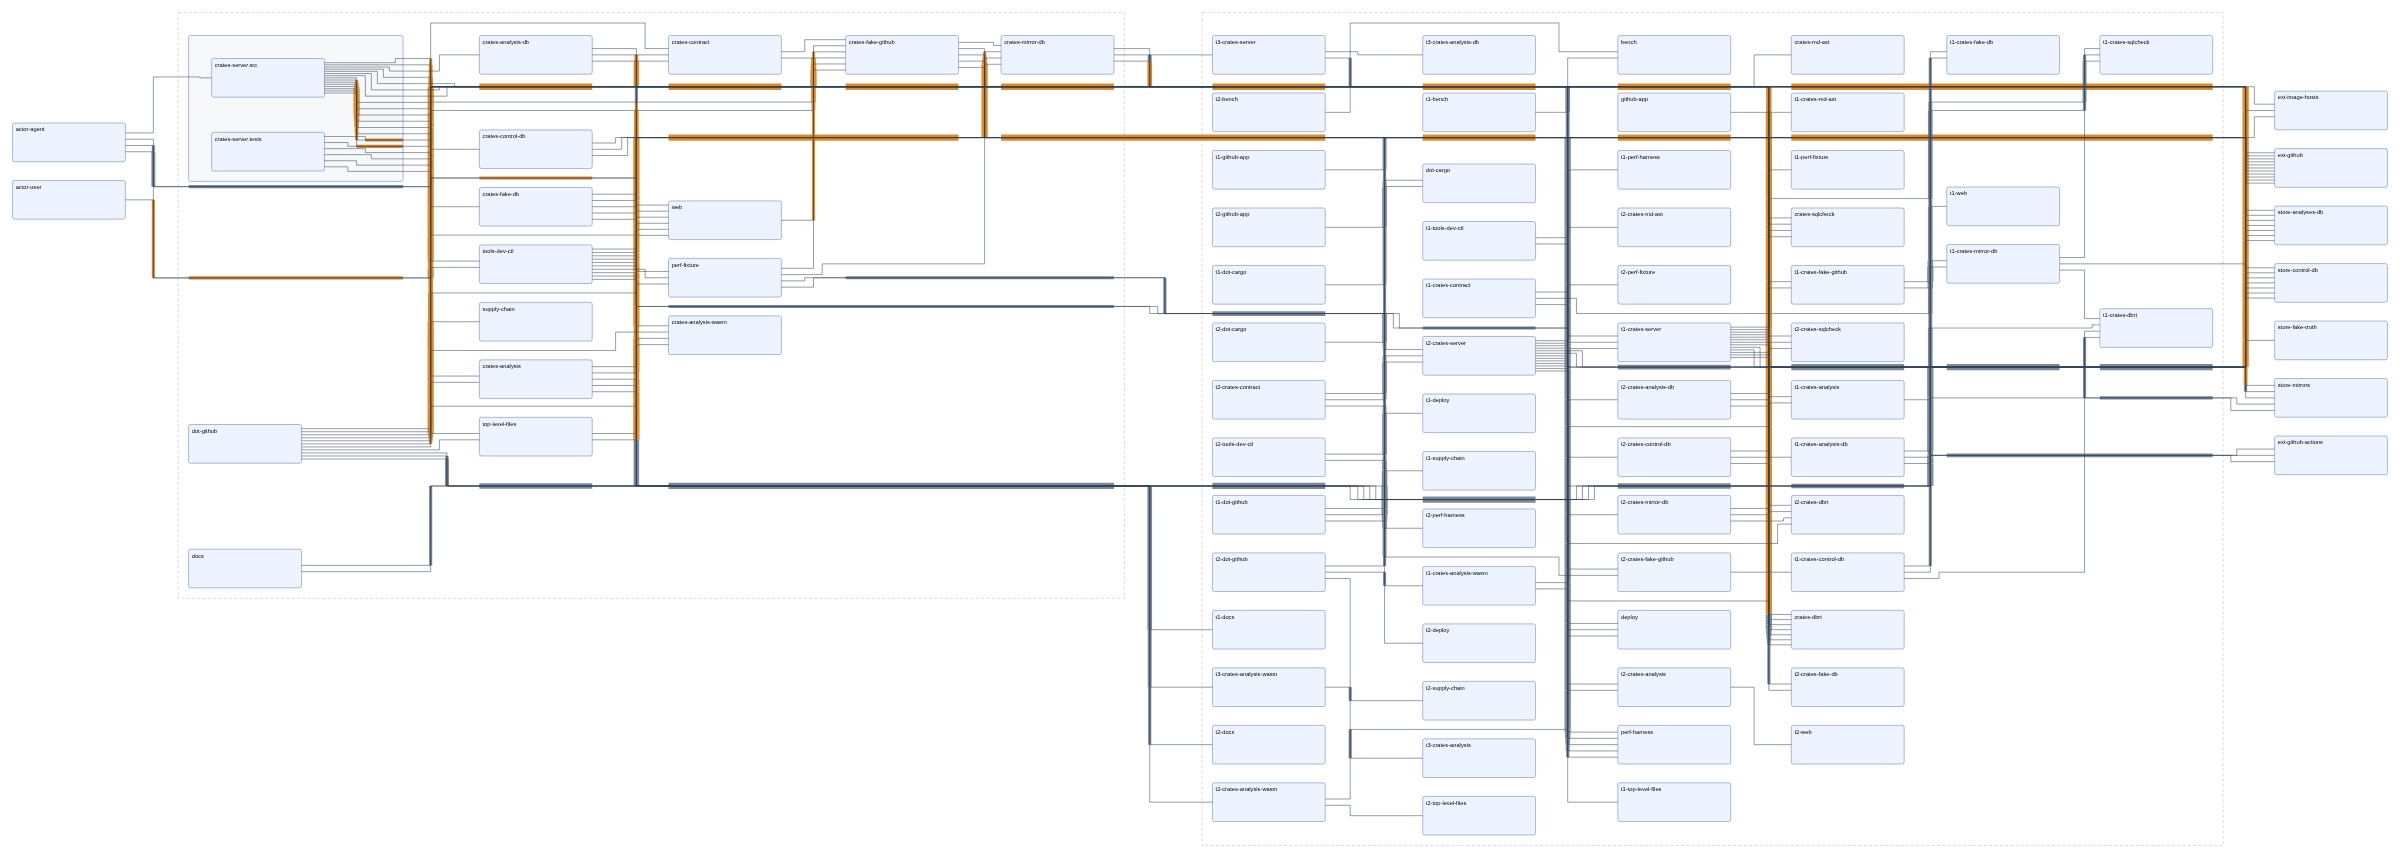 actor-agent
actor-user
crates-server.src
crates-server.tests
dot-github
docs
crates-analysis-db
crates-control-db
crates-fake-db
tools-dev-ctl
supply-chain
crates-analysis
top-level-files
crates-contract
web
perf-fixture
crates-analysis-wasm
crates-fake-github
crates-mirror-db
t3-crates-server
t2-bench
t1-github-app
t2-github-app
t1-dot-cargo
t2-dot-cargo
t2-crates-contract
t2-tools-dev-ctl
t1-dot-github
t2-dot-github
t1-docs
t3-crates-analysis-wasm
t2-docs
t2-crates-analysis-wasm
t3-crates-analysis-db
t1-bench
dot-cargo
t1-tools-dev-ctl
t1-crates-contract
t2-crates-server
t1-deploy
t1-supply-chain
t2-perf-harness
t1-crates-analysis-wasm
t2-deploy
t2-supply-chain
t3-crates-analysis
t2-top-level-files
bench
github-app
t1-perf-harness
t2-crates-md-ast
t2-perf-fixture
t1-crates-server
t2-crates-analysis-db
t2-crates-control-db
t2-crates-mirror-db
t2-crates-fake-github
deploy
t2-crates-analysis
perf-harness
t1-top-level-files
crates-md-ast
t1-crates-md-ast
t1-perf-fixture
crates-sqlcheck
t1-crates-fake-github
t2-crates-sqlcheck
t1-crates-analysis
t1-crates-analysis-db
t2-crates-dbrt
t1-crates-control-db
crates-dbrt
t2-crates-fake-db
t2-web
t1-crates-fake-db
t1-web
t1-crates-mirror-db
t1-crates-sqlcheck
t1-crates-dbrt
ext-image-hosts
ext-github
store-analyses-db
store-control-db
store-fake-truth
store-mirrors
ext-github-actions